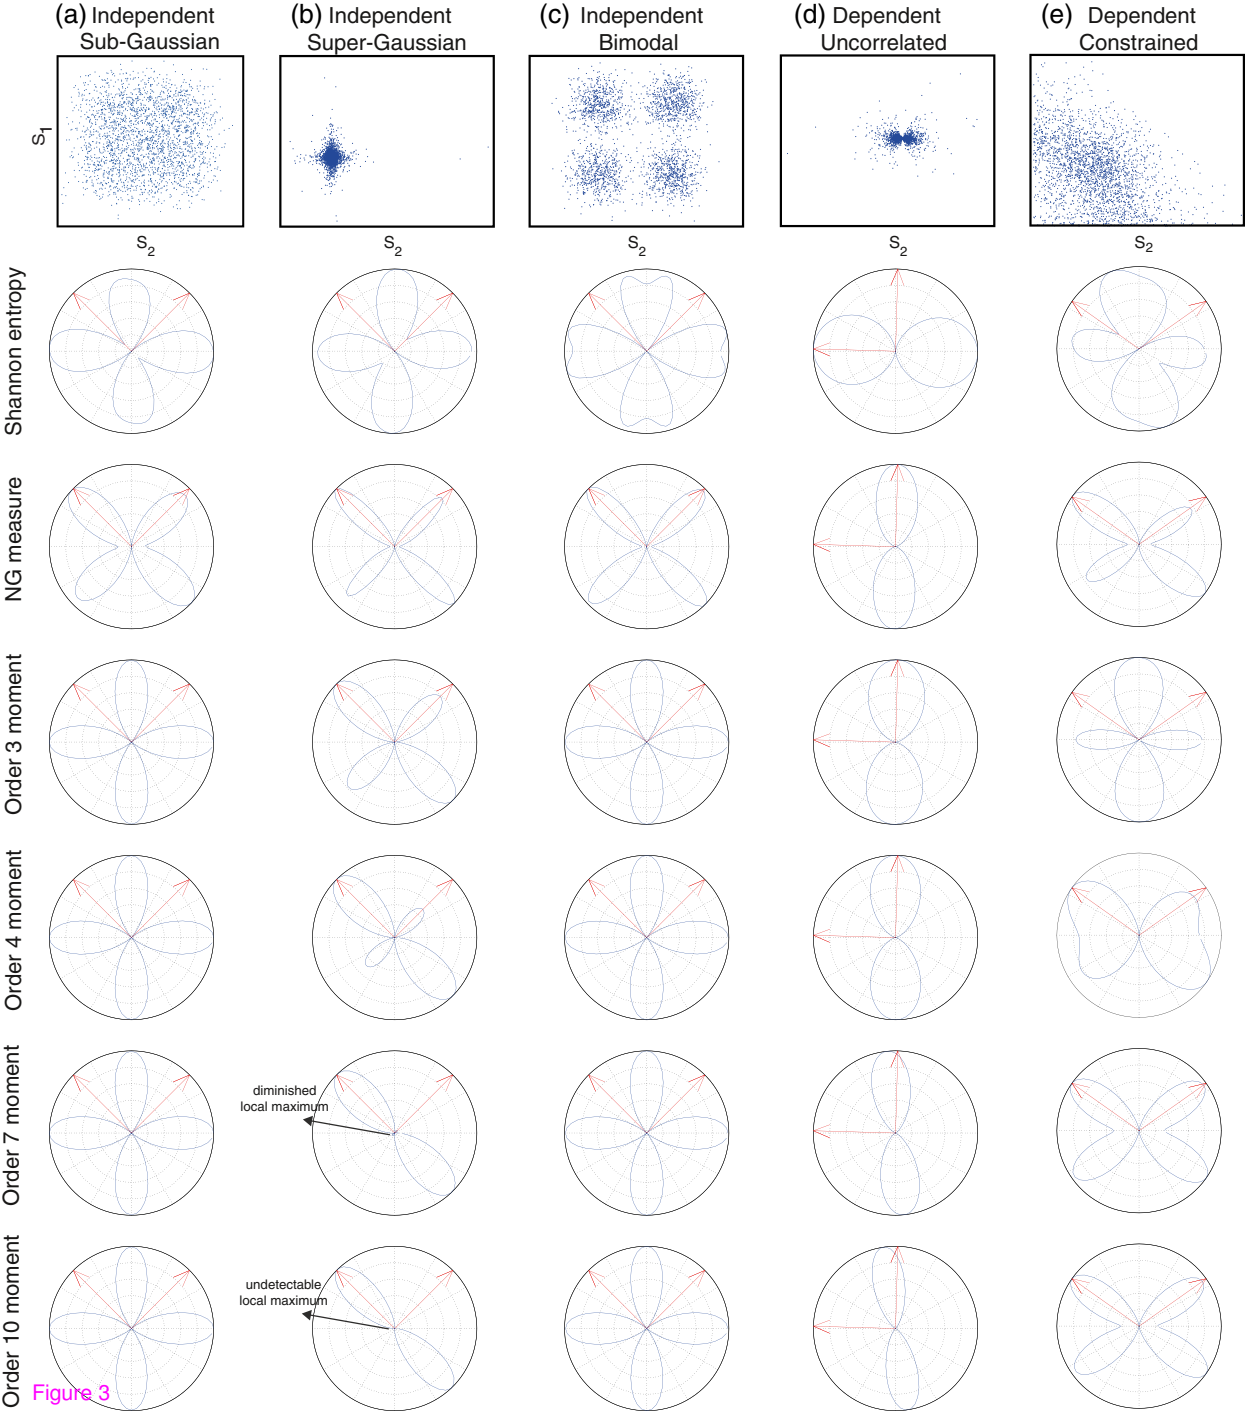 (a) Independent
Sub-Gaussian
(b) Independent
Super-Gaussian
(c) Independent
Bimodal
(d) Dependent
Uncorrelated
(e) Dependent
Constrained
S1
S2
S2
S2
S2
S2
Shannon entropy
NG measure
Order 3 moment
Order 4 moment
Order 7 moment
diminished
local maximum
Order 10 moment
undetectable
local maximum
Figure 3